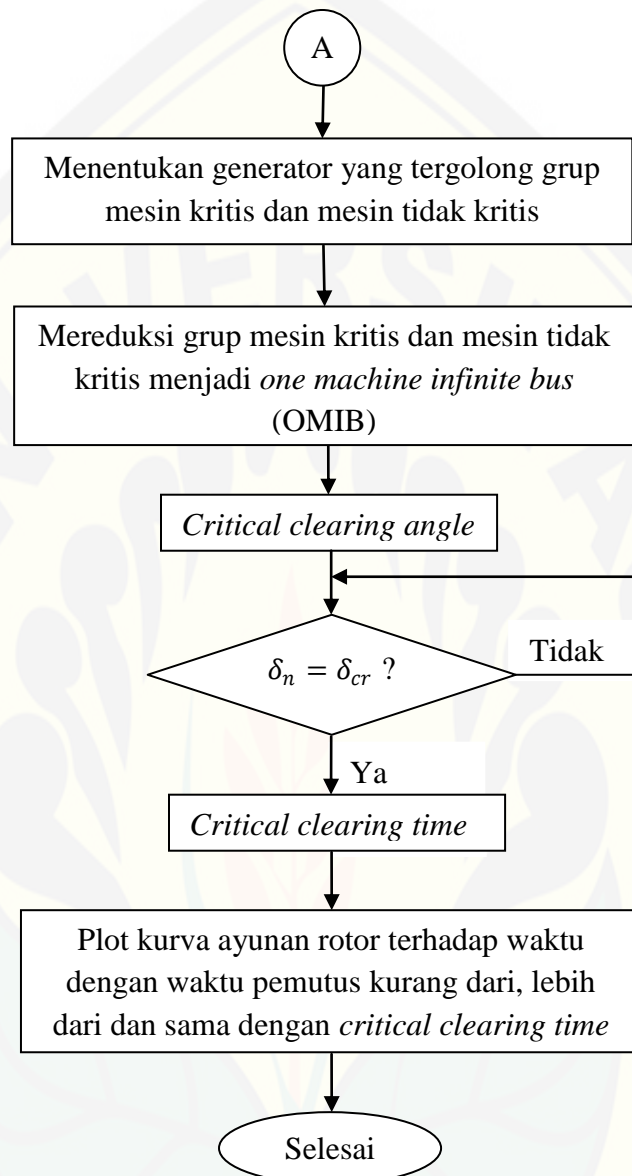 A
Menentukan generator yang tergolong grup
mesin kritis dan mesin tidak kritis
Mereduksi grup mesin kritis dan mesin tidak
kritis menjadi one machine infinite bus
(OMIB)
Critical clearing angle
δₙ = δ_cr ?
Tidak
Ya
Critical clearing time
Plot kurva ayunan rotor terhadap waktu
dengan waktu pemutus kurang dari, lebih
dari dan sama dengan critical clearing time
Selesai